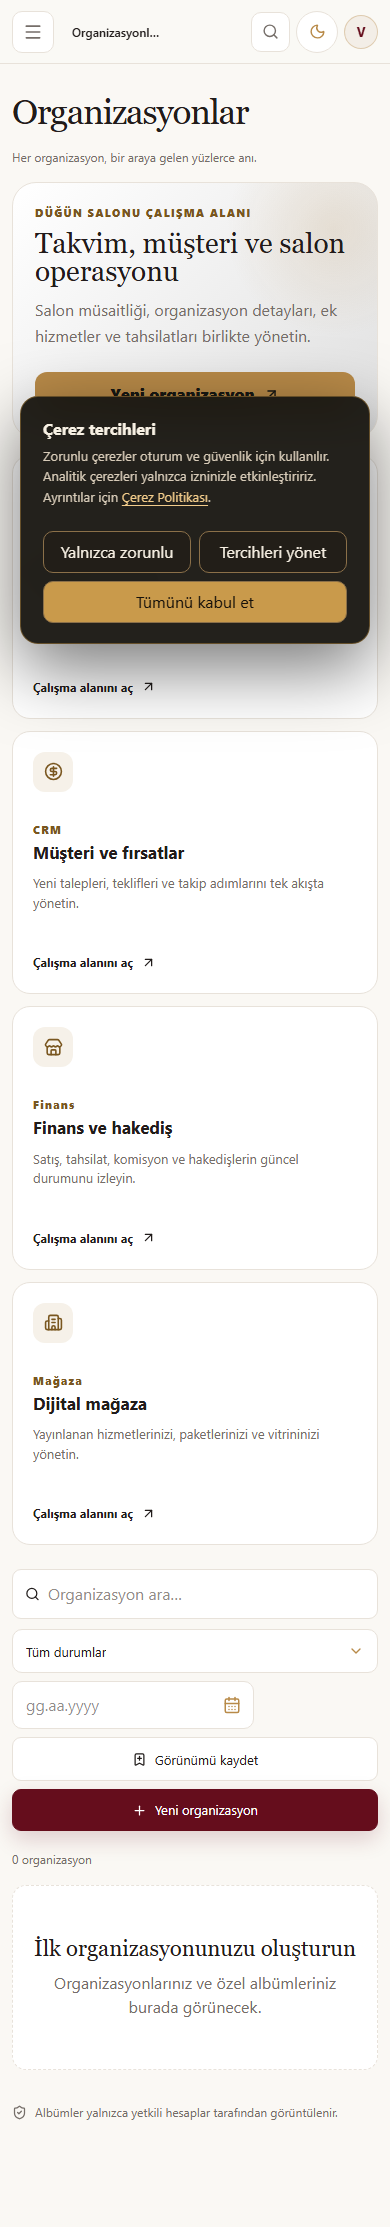 Organizasyonl...
V
Organizasyonlar
Her organizasyon, bir araya gelen yüzlerce anı.
DÜĞÜN SALONU ÇALIŞMA ALANI
Takvim, müşteri ve salon
operasyonu
Salon müsaitliği, organizasyon detayları, ek
hizmetler ve tahsilatları birlikte yönetin.
Yeni organizasyon
Çerez tercihleri
Zorunlu çerezler oturum ve güvenlik için kullanılır.
Analitik çerezleri yalnızca izninizle etkinleştiririz.
Ayrıntılar için Çerez Politikası.
Yalnızca zorunlu
Tercihleri yönet
Tümünü kabul et
Çalışma alanını aç
CRM
Müşteri ve fırsatlar
Yeni talepleri, teklifleri ve takip adımlarını tek akışta
yönetin.
Çalışma alanını aç
Finans
Finans ve hakediş
Satış, tahsilat, komisyon ve hakedişlerin güncel
durumunu izleyin.
Çalışma alanını aç
Mağaza
Dijital mağaza
Yayınlanan hizmetlerinizi, paketlerinizi ve vitrininizi
yönetin.
Çalışma alanını aç
Organizasyon ara...
Tüm durumlar
gg.aa.yyyy
Görünümü kaydet
Yeni organizasyon
0 organizasyon
İlk organizasyonunuzu oluşturun
Organizasyonlarınız ve özel albümleriniz
burada görünecek.
Albümler yalnızca yetkili hesaplar tarafından görüntülenir.